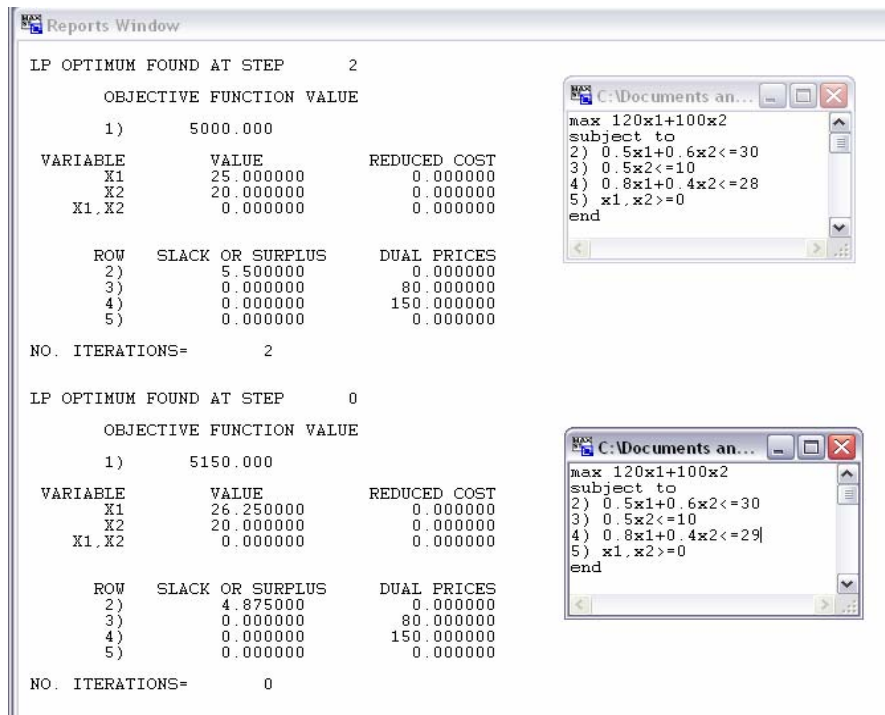 Reports Window
LP OPTIMUM FOUND AT STEP 2
OBJECTIVE FUNCTION VALUE
1) 5000.000
VARIABLE VALUE REDUCED COST
X1 25.000000 0.000000
X2 20.000000 0.000000
X1,X2 0.000000 0.000000
ROW SLACK OR SURPLUS DUAL PRICES
2) 5.500000 0.000000
3) 0.000000 80.000000
4) 0.000000 150.000000
5) 0.000000 0.000000
NO. ITERATIONS= 2
LP OPTIMUM FOUND AT STEP 0
OBJECTIVE FUNCTION VALUE
1) 5150.000
VARIABLE VALUE REDUCED COST
X1 26.250000 0.000000
X2 20.000000 0.000000
X1,X2 0.000000 0.000000
ROW SLACK OR SURPLUS DUAL PRICES
2) 4.875000 0.000000
3) 0.000000 80.000000
4) 0.000000 150.000000
5) 0.000000 0.000000
NO. ITERATIONS= 0
C:\Documents an...
max 120x1+100x2
subject to
2) 0.5x1+0.6x2<=30
3) 0.5x2<=10
4) 0.8x1+0.4x2<=28
5) x1,x2>=0
end
C:\Documents an...
max 120x1+100x2
subject to
2) 0.5x1+0.6x2<=30
3) 0.5x2<=10
4) 0.8x1+0.4x2<=29
5) x1,x2>=0
end